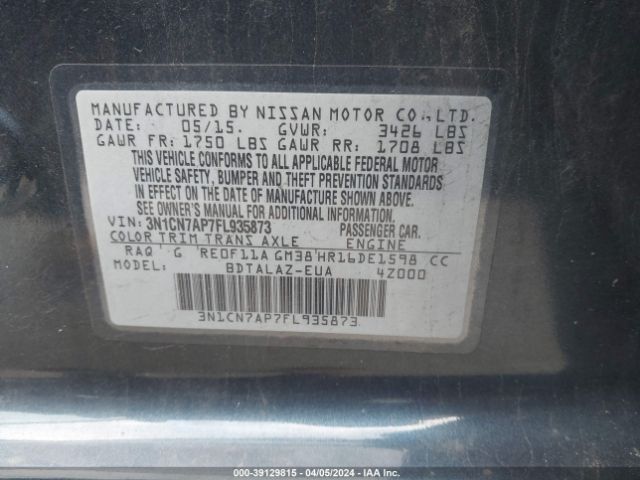 MANUFACTURED BY NISSAN MOTOR CO.,LTD.
DATE: 05/15. GVWR: 3426 LBS
GAWR FR: 1750 LBS GAWR RR: 1708 LBS
THIS VEHICLE CONFORMS TO ALL APPLICABLE FEDERAL MOTOR
VEHICLE SAFETY, BUMPER AND THEFT PREVENTION STANDARDS
IN EFFECT ON THE DATE OF MANUFACTURE SHOWN ABOVE.
SEE OWNER'S MANUAL FOR ADDITIONAL INFORMATION.
VIN: 3N1CN7AP7FL935873 PASSENGER CAR.
COLOR TRIM TRANS AXLE ENGINE
RAQ ' G ' RE0F11A GM38'HR16DE1598 CC
MODEL: BDTALAZ-EUA 4Z000
3N1CN7AP7FL935873
000-39129815 - 04/05/2024 - IAA Inc.